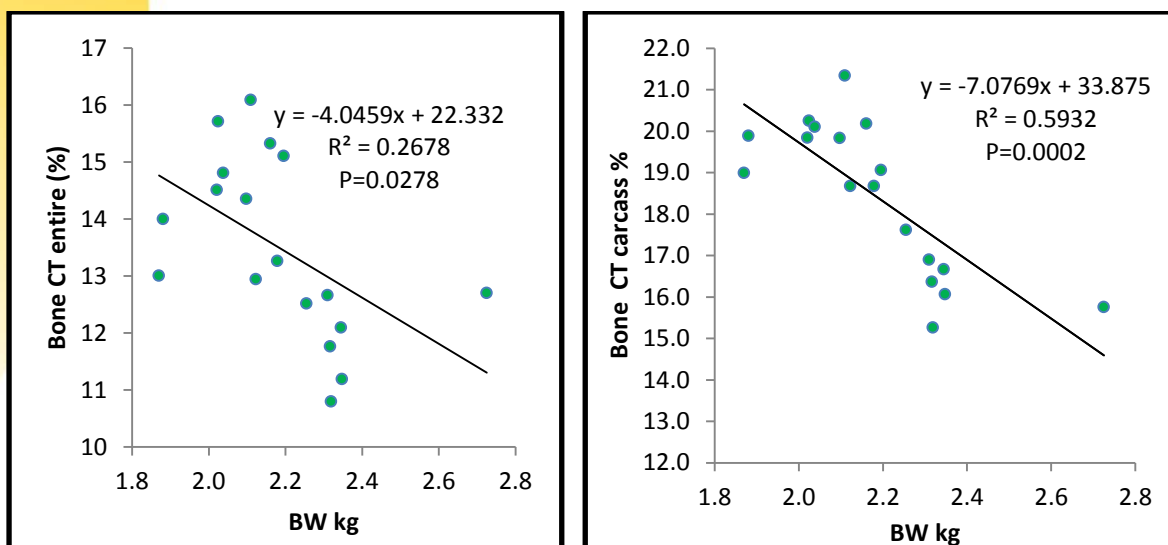 17
16
15
14
13
12
11
10
Bone CT entire (%)
y = -4.0459x + 22.332
R² = 0.2678
P=0.0278
1.8 2.0 2.2 2.4 2.6 2.8
BW kg
22.0
21.0
20.0
19.0
18.0
17.0
16.0
15.0
14.0
13.0
12.0
Bone CT carcass %
y = -7.0769x + 33.875
R² = 0.5932
P=0.0002
1.8 2.0 2.2 2.4 2.6 2.8
BW kg